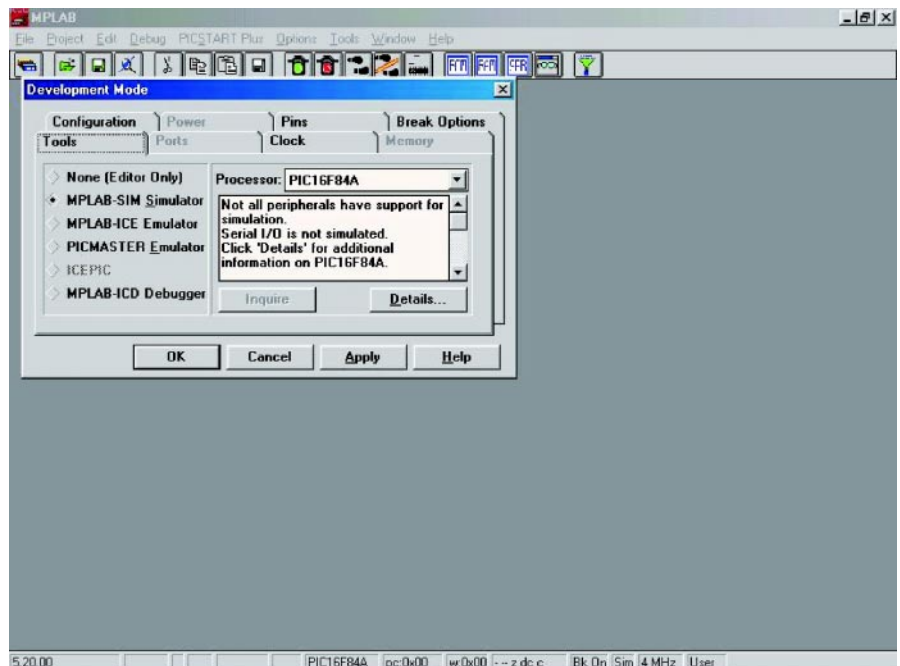 MPLAB
File Project Edit Debug PICSTART Plus Options Tools Window Help
Development Mode
Configuration Power Pins Break Options
Tools Ports Clock Memory
None (Editor Only)
MPLAB-SIM Simulator
MPLAB-ICE Emulator
PICMASTER Emulator
ICEPIC
MPLAB-ICD Debugger
Processor: PIC16F84A
Not all peripherals have support for
simulation.
Serial I/O is not simulated.
Click 'Details' for additional
information on PIC16F84A.
Inquire Details...
OK Cancel Apply Help
5.20.00 PIC16F84A pc:0x00 w:0x00 - -- z dc c Bk On Sim 4 MHz User